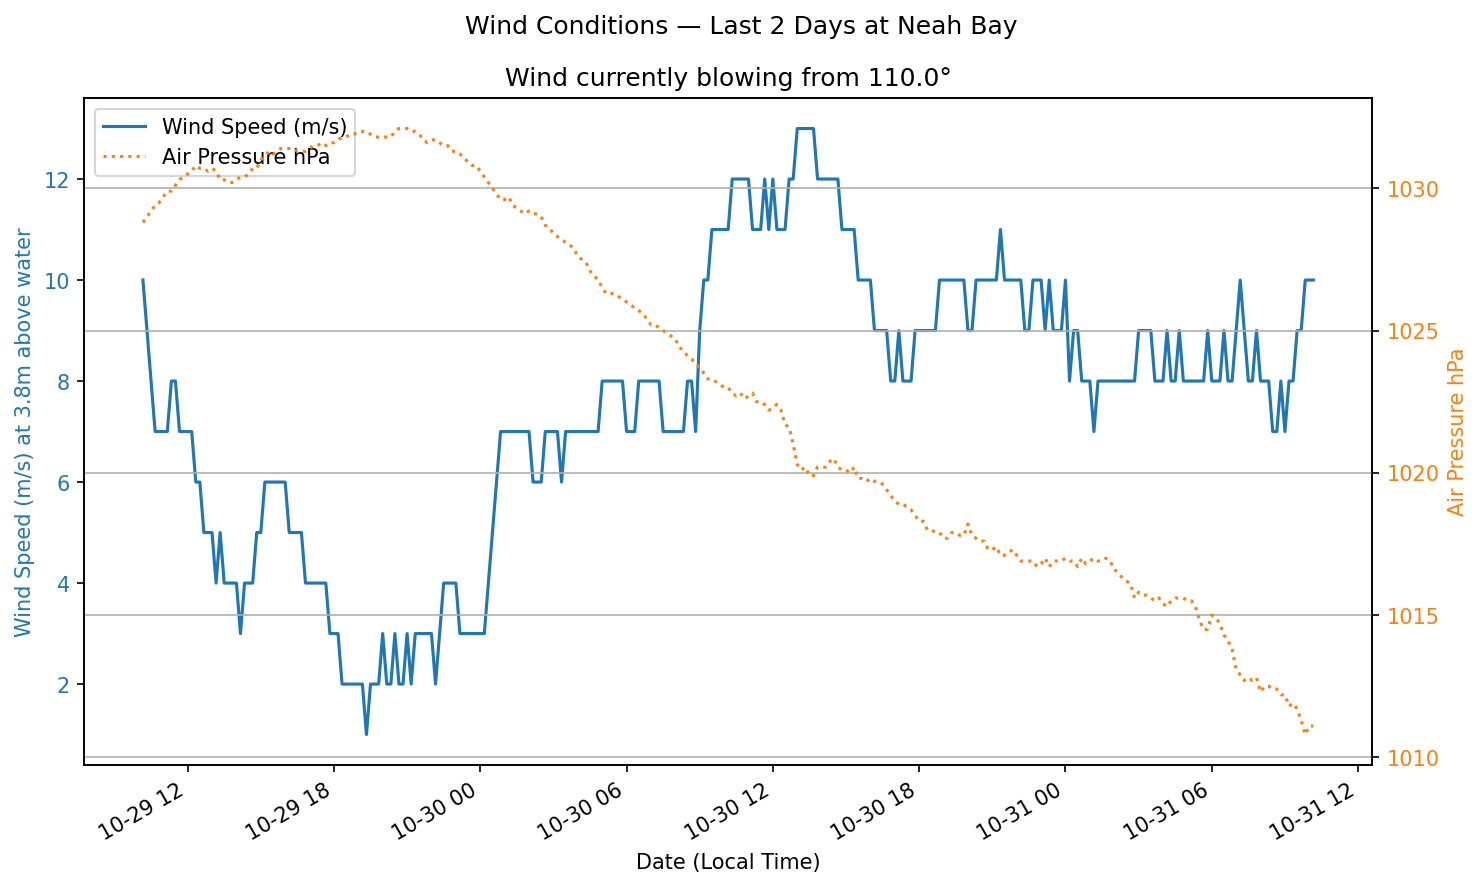 Wind Conditions — Last 2 Days at Neah Bay
Wind currently blowing from 110.0°
Wind Speed (m/s)
Air Pressure hPa
Wind Speed (m/s) at 3.8m above water
12
10
8
6
4
2
1030
1025
1020
1015
1010
Air Pressure hPa
10-29 12
10-29 18
10-30 00
10-30 06
10-30 12
10-30 18
10-31 00
10-31 06
10-31 12
Date (Local Time)